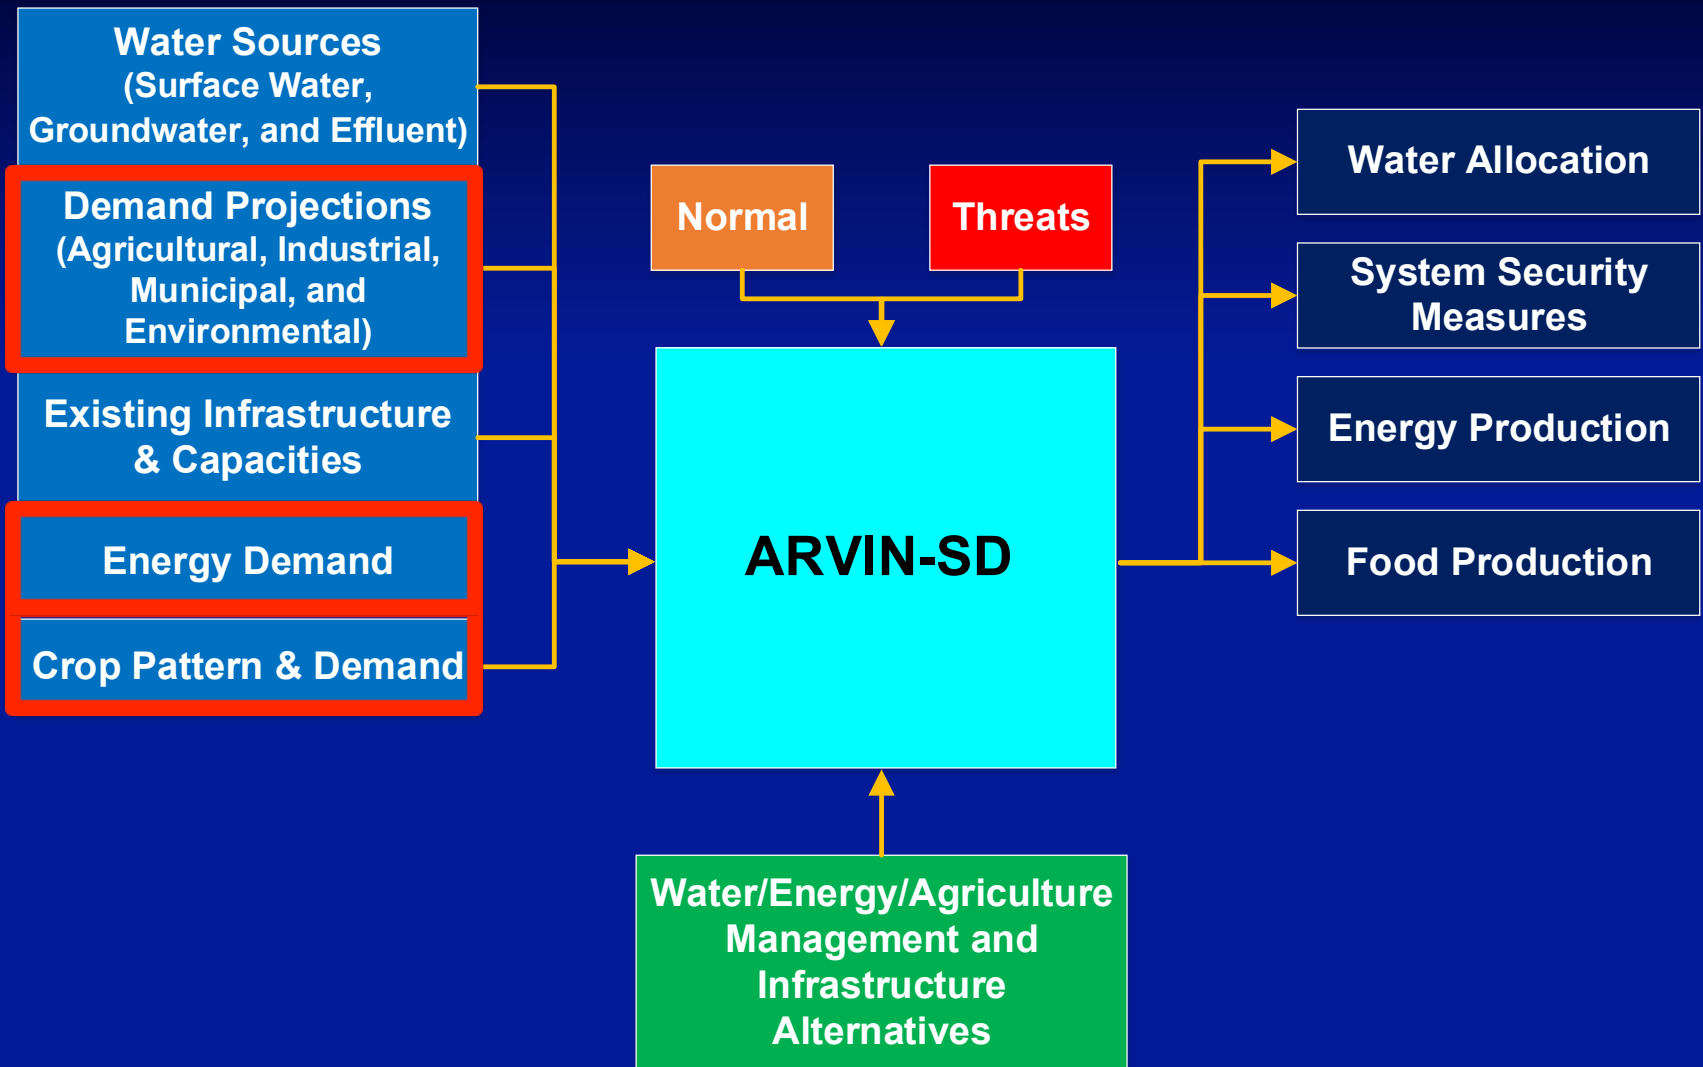 Water Sources
(Surface Water,
Groundwater, and Effluent)
Demand Projections
(Agricultural, Industrial,
Municipal, and
Environmental)
Existing Infrastructure
& Capacities
Energy Demand
Crop Pattern & Demand
Normal
Threats
ARVIN-SD
Water/Energy/Agriculture
Management and
Infrastructure
Alternatives
Water Allocation
System Security
Measures
Energy Production
Food Production